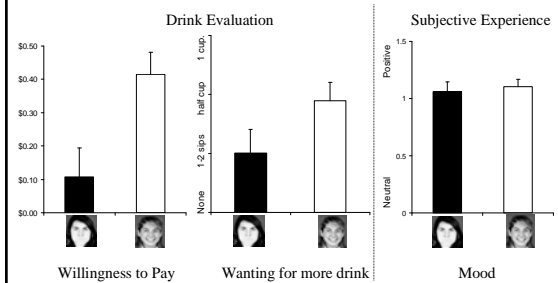 Drink Evaluation
Subjective Experience
$0.50
$0.40
$0.30
$0.20
$0.10
$0.00
1 cup.
half cup
1-2 sips
None
Positive
Neutral
1.5
1
0.5
0
Willingness to Pay
Wanting for more drink
Mood